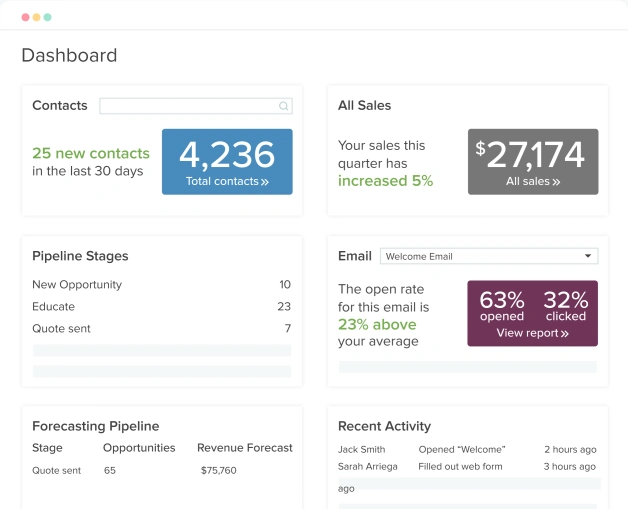 Dashboard
Contacts
25 new contacts
in the last 30 days
4,236
Total contacts »
All Sales
Your sales this
quarter has
increased 5%
$27,174
All sales »
Pipeline Stages
New Opportunity 10
Educate 23
Quote sent 7
Email Welcome Email
The open rate
for this email is
23% above
your average
63% 32%
opened clicked
View report »
Forecasting Pipeline
Stage Opportunities Revenue Forecast
Quote sent 65 $75,760
Recent Activity
Jack Smith Opened “Welcome” 2 hours ago
Sarah Arriega Filled out web form 3 hours ago
ago